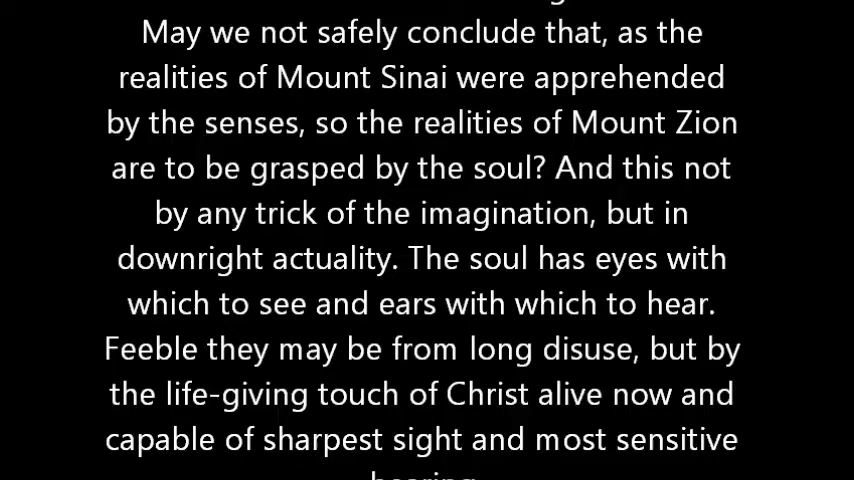 May we not safely conclude that, as the
realities of Mount Sinai were apprehended
by the senses, so the realities of Mount Zion
are to be grasped by the soul? And this not
by any trick of the imagination, but in
downright actuality. The soul has eyes with
which to see and ears with which to hear.
Feeble they may be from long disuse, but by
the life-giving touch of Christ alive now and
capable of sharpest sight and most sensitive
hearing